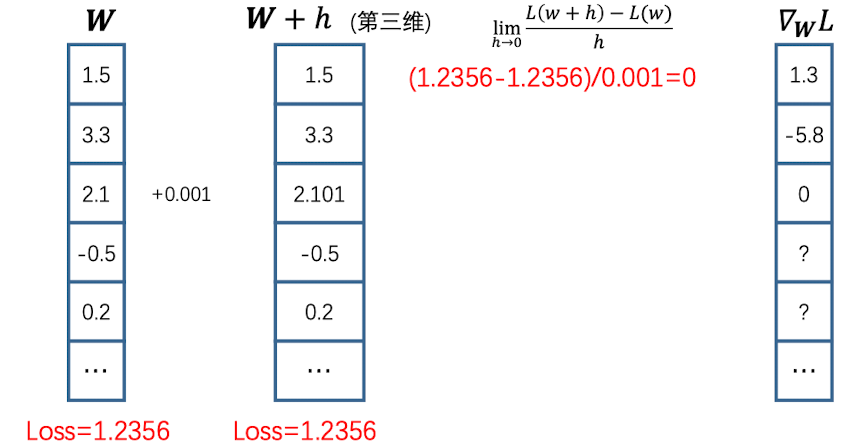 W
W + h (第三维)
lim h→0 L(w + h) − L(w) / h
∇_W L
(1.2356-1.2356)/0.001=0
1.5 1.5 1.3
3.3 3.3 -5.8
2.1 +0.001 2.101 0
-0.5 -0.5 ?
0.2 0.2 ?
... ... ...
Loss=1.2356 Loss=1.2356